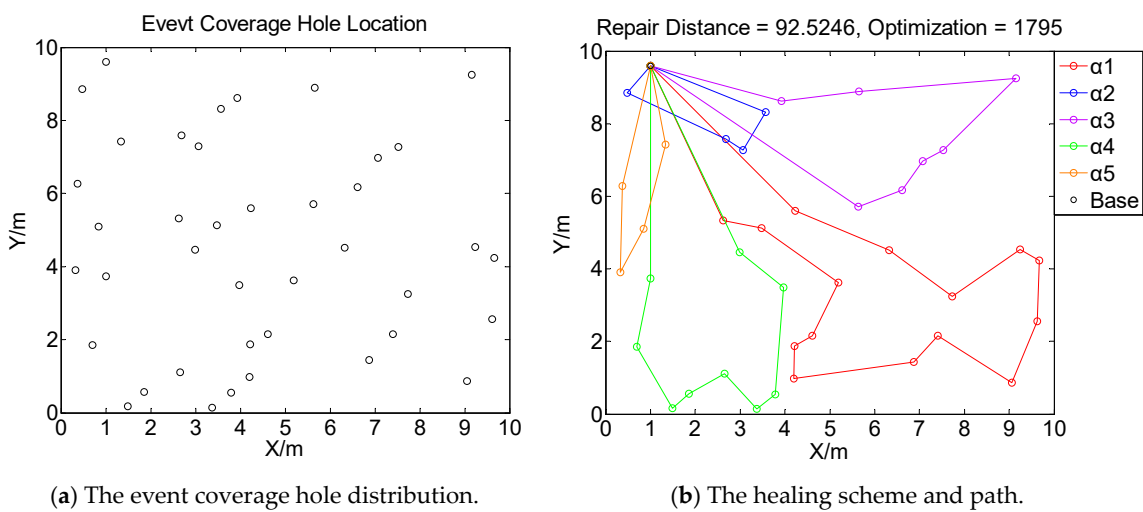 Evevt Coverage Hole Location
10
8
6
4
2
0
Y/m
0 1 2 3 4 5 6 7 8 9 10
X/m
(a) The event coverage hole distribution.
Repair Distance = 92.5246, Optimization = 1795
10
8
6
4
2
0
Y/m
0 1 2 3 4 5 6 7 8 9 10
X/m
α1
α2
α3
α4
α5
Base
(b) The healing scheme and path.